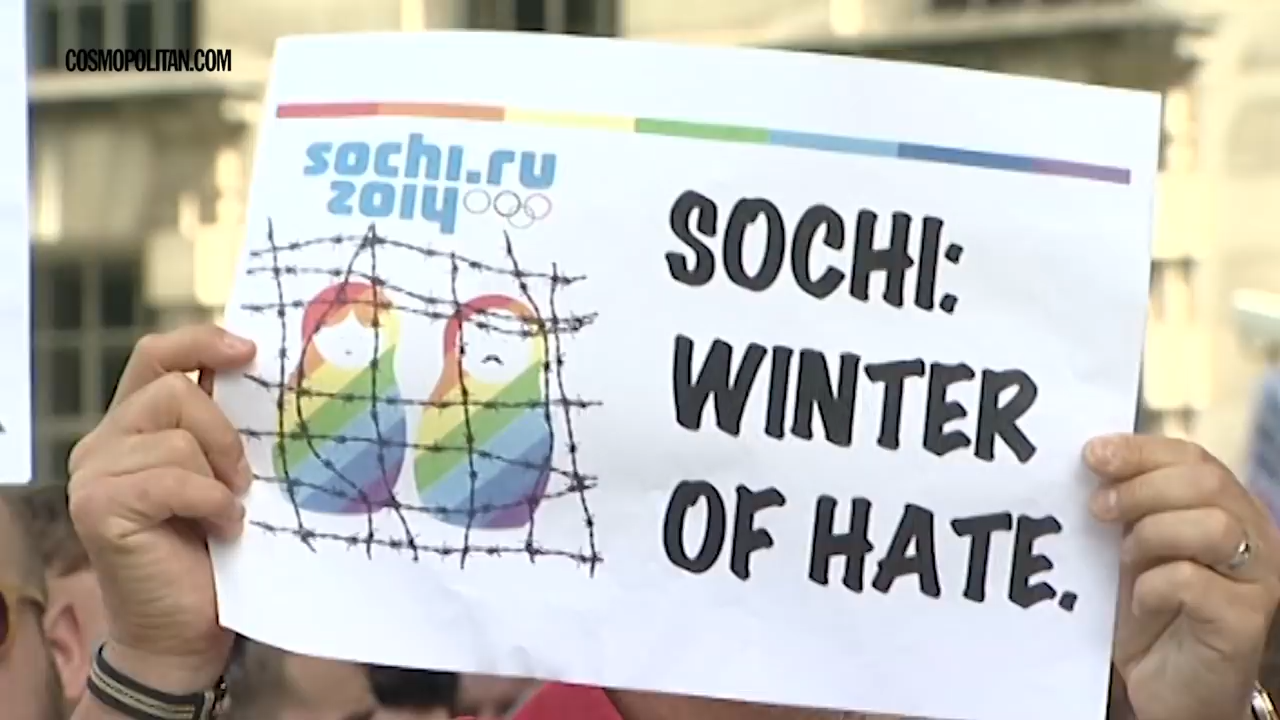 COSMOPOLITAN.COM
sochi.ru
2014
SOCHI:
WINTER
OF HATE.